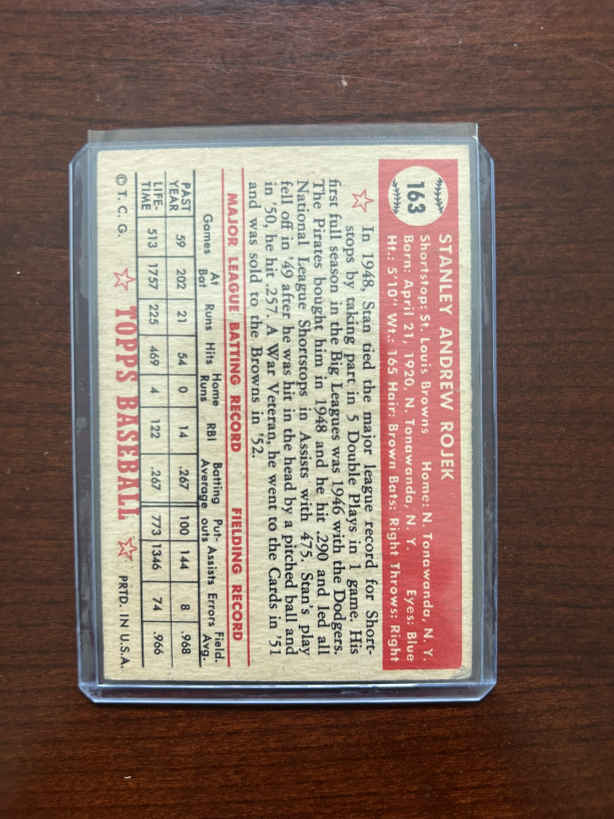 163
STANLEY ANDREW ROJEK
Shortstop: St. Louis Browns Home: N. Tonawanda, N. Y.
Born: April 21, 1920, N. Tonawanda, N. Y. Eyes: Blue
Ht.: 5'10" Wt.: 165 Hair: Brown Bats: Right Throws: Right
In 1948, Stan tied the major league record for Short-
stops by taking part in 5 Double Plays in 1 game. His
first full season in the Big Leagues was 1946 with the Dodgers.
The Pirates bought him in 1948 and he hit .290 and led all
National League Shortstops in Assists with 475. Stan's play
fell off in '49 after he was hit in the head by a pitched ball and
in '50, he hit .257. A War Veteran, he went to the Cards in '51
and was sold to the Browns in '52.
MAJOR LEAGUE BATTING RECORD FIELDING RECORD
Games At Bat Runs Hits Home Runs RBI Batting Average Put-outs Assists Errors Field. Avg.
PAST YEAR 59 202 21 54 0 14 .267 100 144 8 .968
LIFE-TIME 513 1757 225 469 4 122 .267 773 1346 74 .966
© T. C. G. TOPPS BASEBALL PRTD. IN U.S.A.